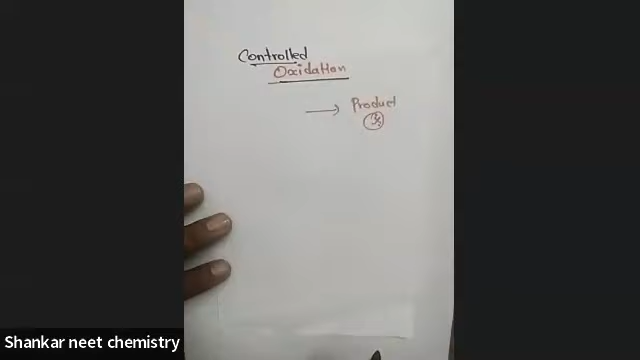 Controlled
Oxidation
→ Product
Shankar neet chemistry